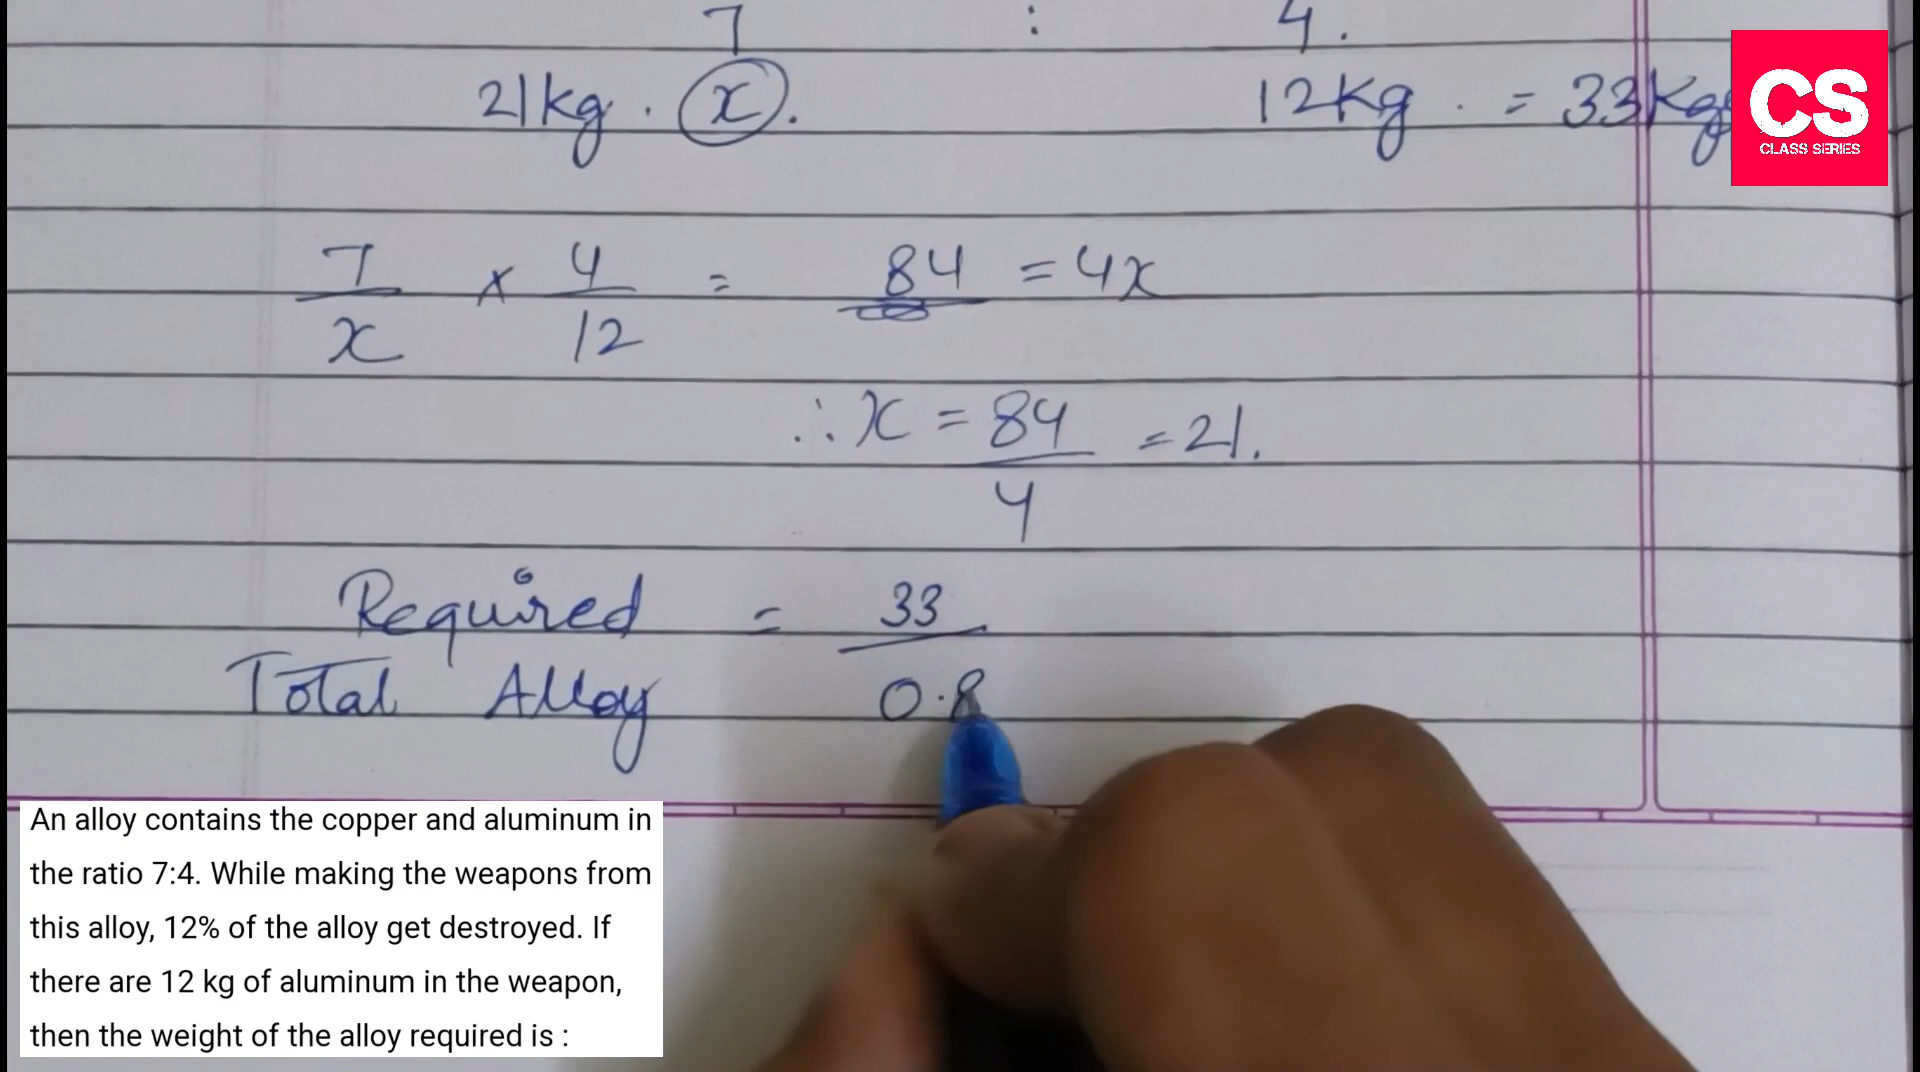 7 : 4.
21kg . x. 12kg . = 33kg
CS
CLASS SERIES
7/x × 4/12 = 84 = 4x
∴ x = 84/4 = 21.
Required = 33
Total Alloy 0.8
An alloy contains the copper and aluminum in
the ratio 7:4. While making the weapons from
this alloy, 12% of the alloy get destroyed. If
there are 12 kg of aluminum in the weapon,
then the weight of the alloy required is :